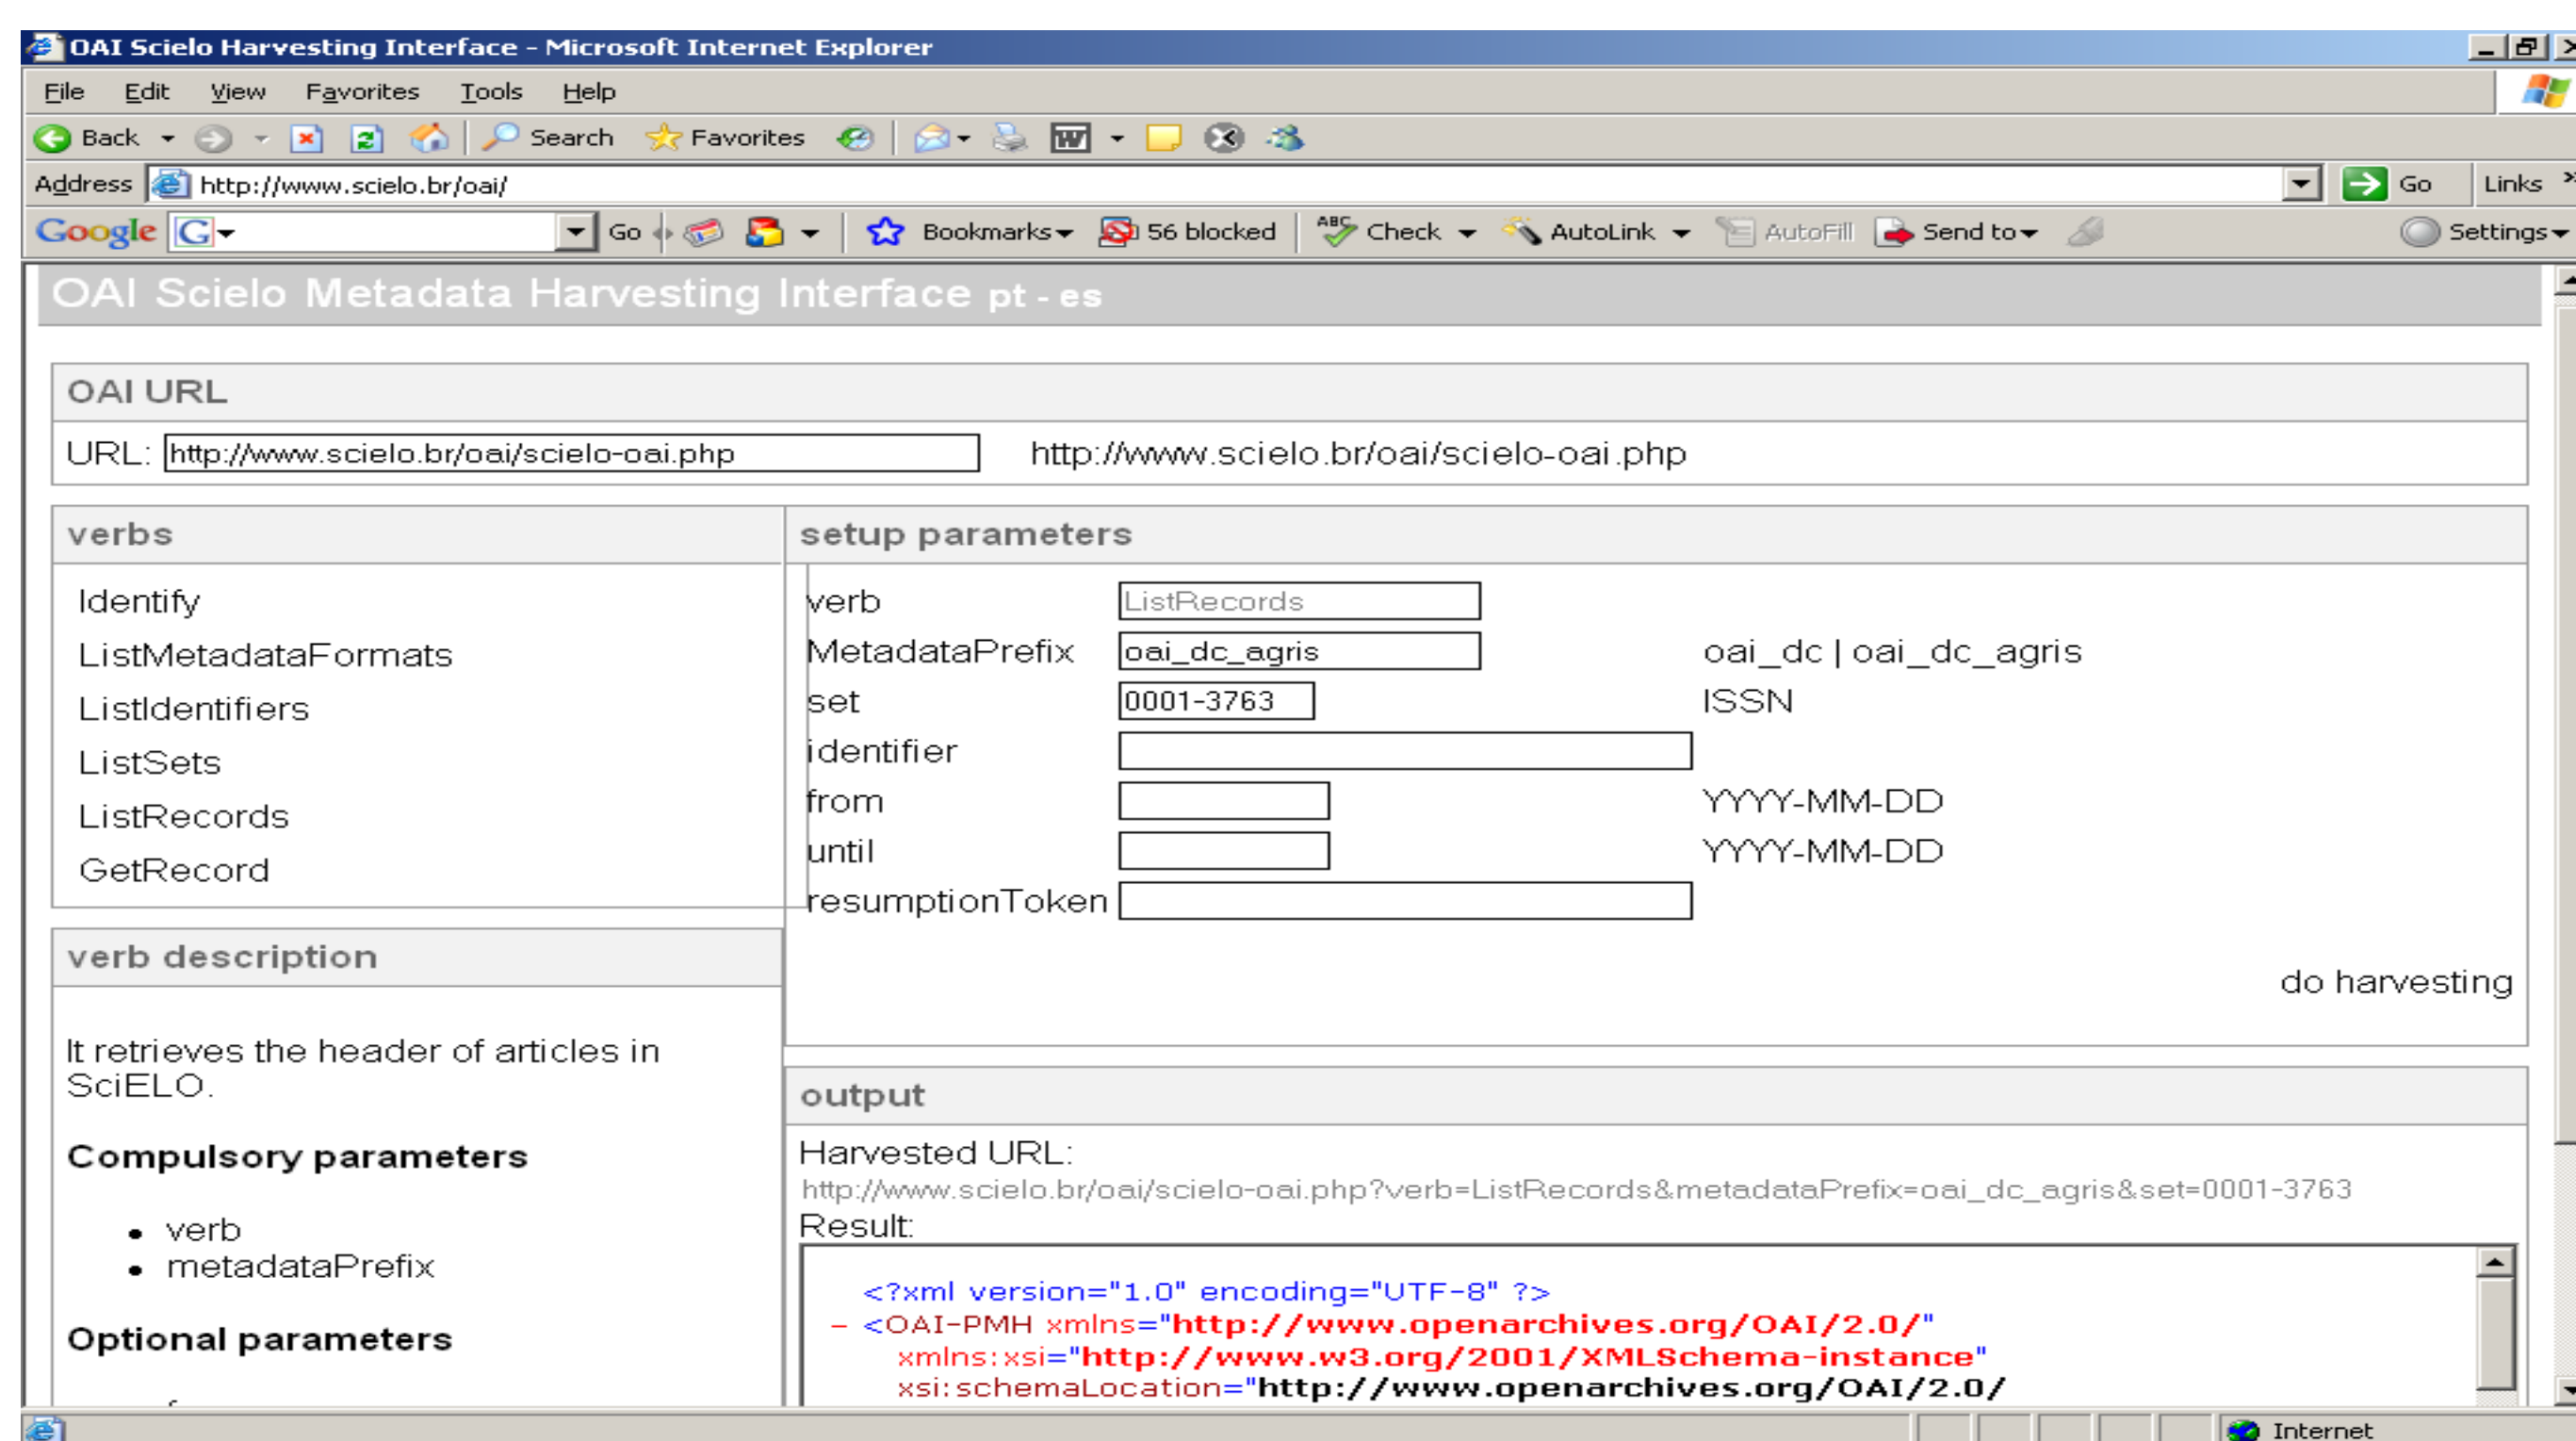 OAI Scielo Harvesting Interface - Microsoft Internet Explorer
File Edit View Favorites Tools Help
Back Search Favorites
Address http://www.scielo.br/oai/ Go Links »
Google G Go Bookmarks 56 blocked ABC Check AutoLink AutoFill Send to Settings
OAI Scielo Metadata Harvesting Interface pt - es
OAI URL
URL: http://www.scielo.br/oai/scielo-oai.php http://www.scielo.br/oai/scielo-oai.php
verbs
Identify
ListMetadataFormats
ListIdentifiers
ListSets
ListRecords
GetRecord
setup parameters
verb ListRecords
MetadataPrefix oai_dc_agris oai_dc | oai_dc_agris
set 0001-3763 ISSN
identifier
from YYYY-MM-DD
until YYYY-MM-DD
resumptionToken
do harvesting
verb description
It retrieves the header of articles in
SciELO.
Compulsory parameters
• verb
• metadataPrefix
Optional parameters
output
Harvested URL:
http://www.scielo.br/oai/scielo-oai.php?verb=ListRecords&metadataPrefix=oai_dc_agris&set=0001-3763
Result:
<?xml version="1.0" encoding="UTF-8" ?>
- <OAI-PMH xmlns="http://www.openarchives.org/OAI/2.0/"
xmlns:xsi="http://www.w3.org/2001/XMLSchema-instance"
xsi:schemaLocation="http://www.openarchives.org/OAI/2.0/
Internet